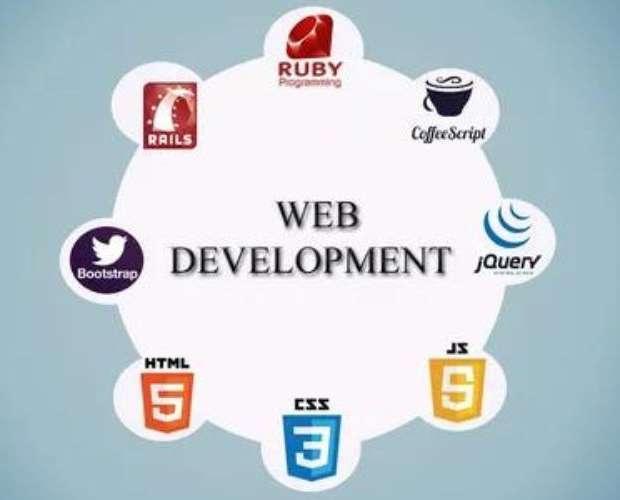 RUBY
Programming
RAILS
CoffeeScript
WEB
DEVELOPMENT
Bootstrap
jQuery
HTML
5
JS
5
CSS
3